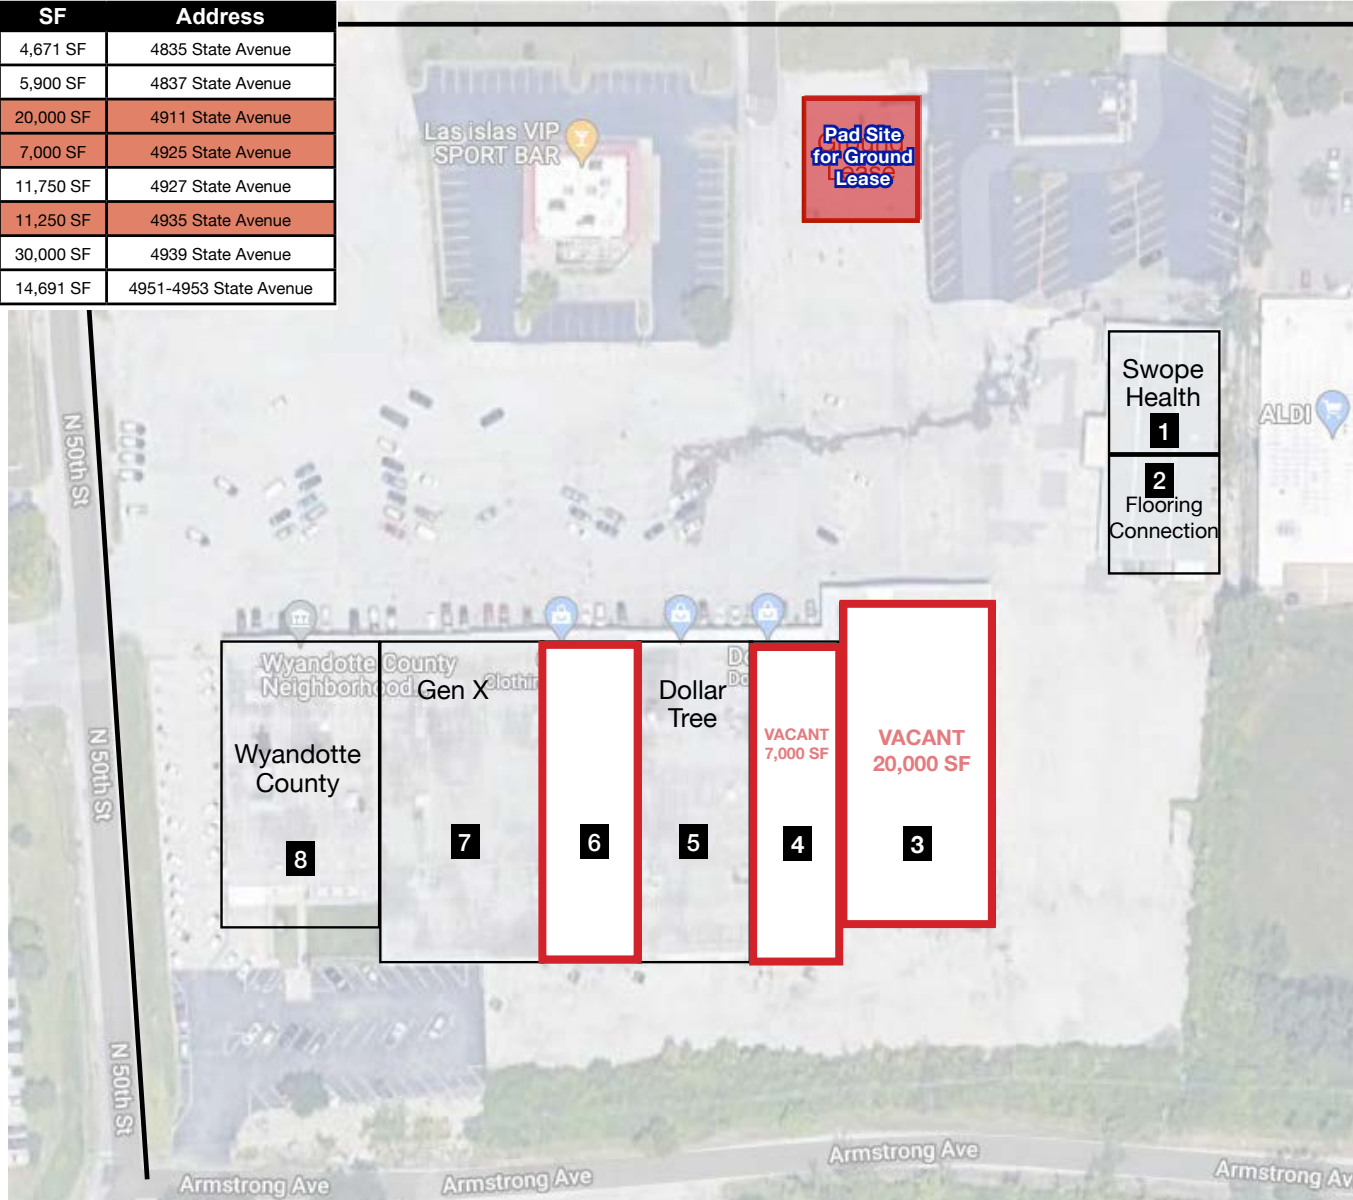 SF Address
4,671 SF 4835 State Avenue
5,900 SF 4837 State Avenue
20,000 SF 4911 State Avenue
7,000 SF 4925 State Avenue
11,750 SF 4927 State Avenue
11,250 SF 4935 State Avenue
30,000 SF 4939 State Avenue
14,691 SF 4951-4953 State Avenue
Las islas VIP
SPORT BAR
Pad Site
for Ground
Lease
Swope
Health
1
2
Flooring
Connection
ALDI
N 50th St
Wyandotte County
Neighborhood
Gen X
Dollar
Tree
Wyandotte
County
VACANT
7,000 SF
VACANT
20,000 SF
8
7
6
5
4
3
N 50th St
N 50th St
Armstrong Ave
Armstrong Ave
Armstrong Ave
Armstrong Av